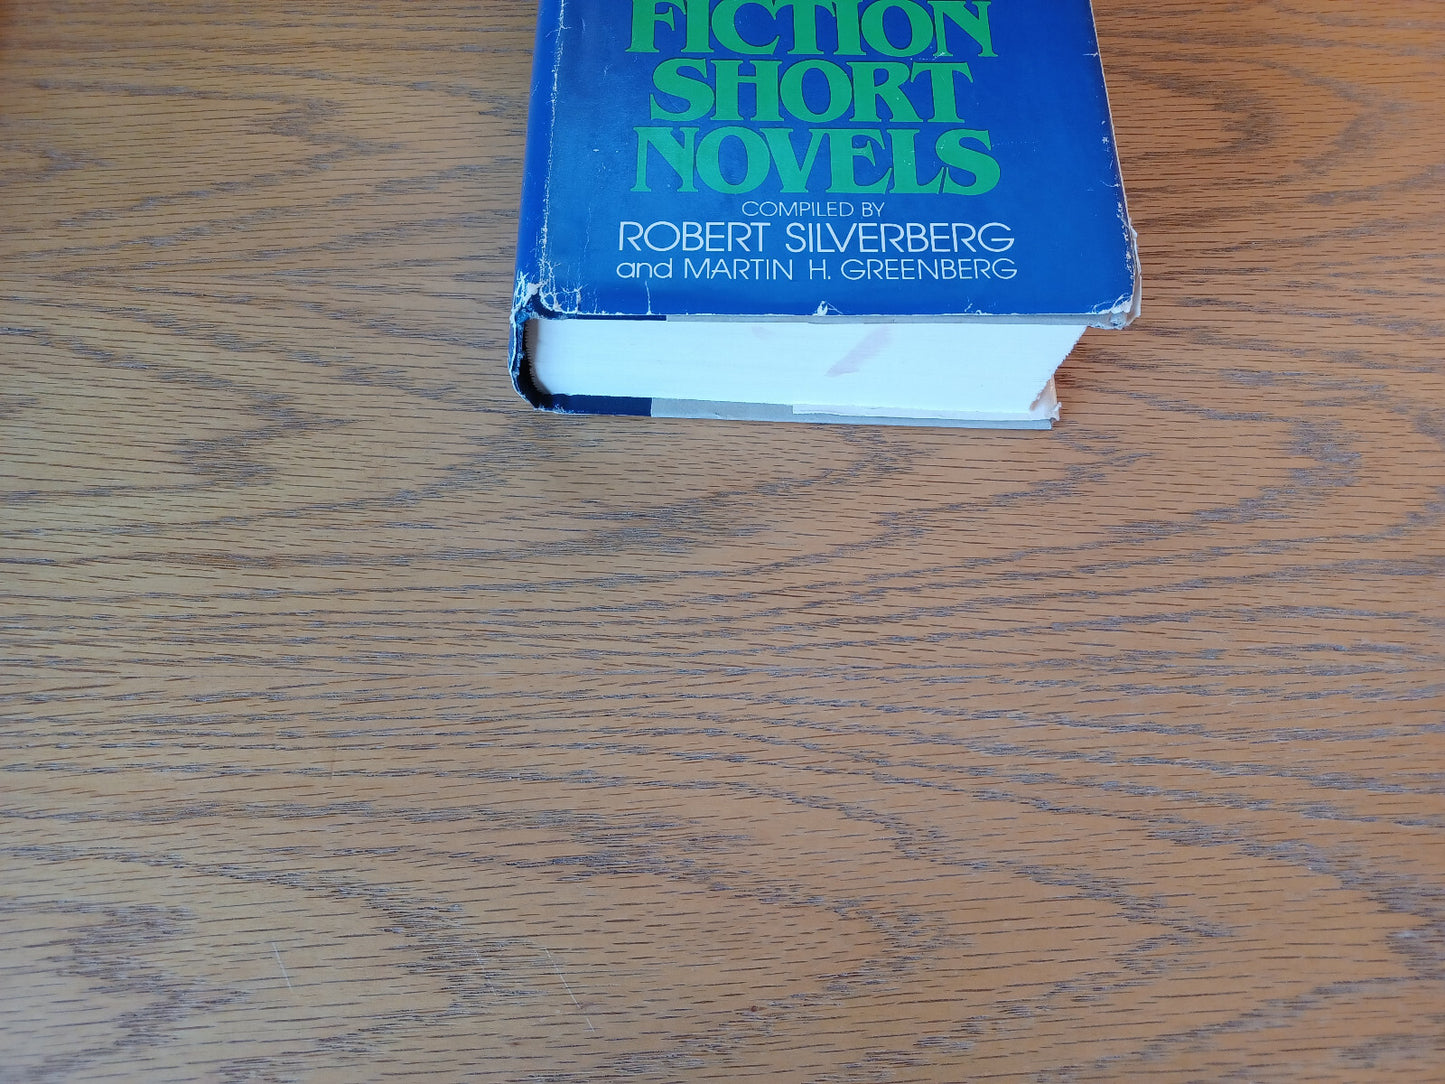 FICTION
SHORT
NOVELS
COMPILED BY
ROBERT SILVERBERG
and MARTIN H. GREENBERG